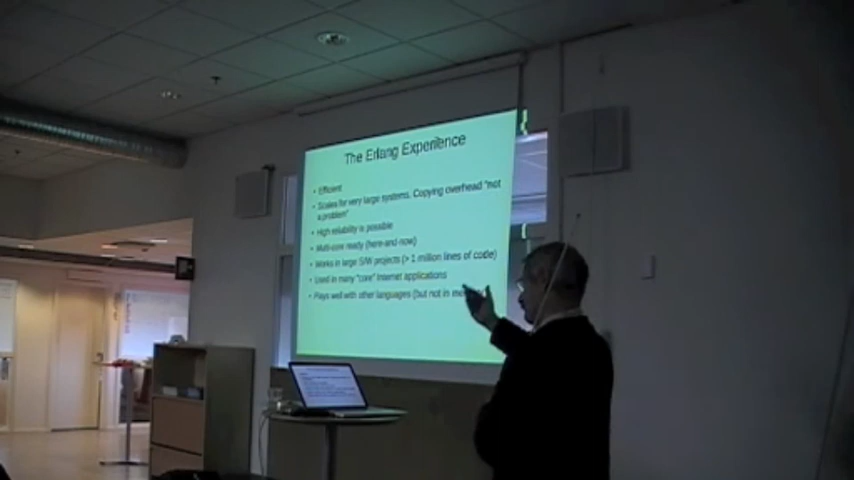 The Erlang Experience
• Efficient
• Scales for very large systems. Copying overhead "not
a problem"
• High reliability is possible
• Multi-core ready (here-and-now)
• Works in large S/W projects (> 1 million lines of code)
• Used in many "core" Internet applications
• Plays well with other languages (but not in